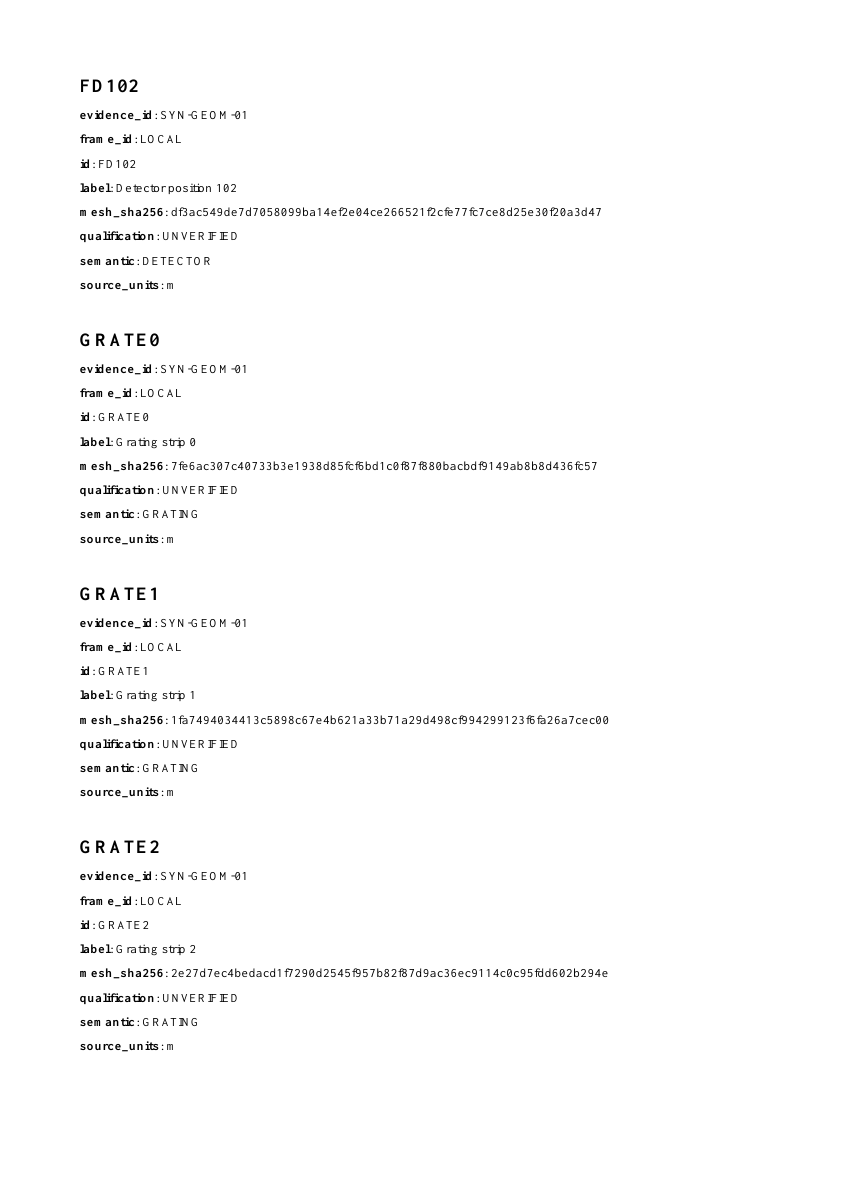 FD102
evidence_id: SYN-GEOM-01
frame_id: LOCAL
id: FD102
label: Detector position 102
mesh_sha256: df3ac549de7d7058099ba14ef2e04ce266521f2cfe77fc7ce8d25e30f20a3d47
qualification: UNVERIFIED
semantic: DETECTOR
source_units: m
GRATE0
evidence_id: SYN-GEOM-01
frame_id: LOCAL
id: GRATE0
label: Grating strip 0
mesh_sha256: 7fe6ac307c40733b3e1938d85fcf6bd1c0f87f880bacbdf9149ab8b8d436fc57
qualification: UNVERIFIED
semantic: GRATING
source_units: m
GRATE1
evidence_id: SYN-GEOM-01
frame_id: LOCAL
id: GRATE1
label: Grating strip 1
mesh_sha256: 1fa7494034413c5898c67e4b621a33b71a29d498cf994299123f6fa26a7cec00
qualification: UNVERIFIED
semantic: GRATING
source_units: m
GRATE2
evidence_id: SYN-GEOM-01
frame_id: LOCAL
id: GRATE2
label: Grating strip 2
mesh_sha256: 2e27d7ec4bedacd1f7290d2545f957b82f87d9ac36ec9114c0c95fdd602b294e
qualification: UNVERIFIED
semantic: GRATING
source_units: m